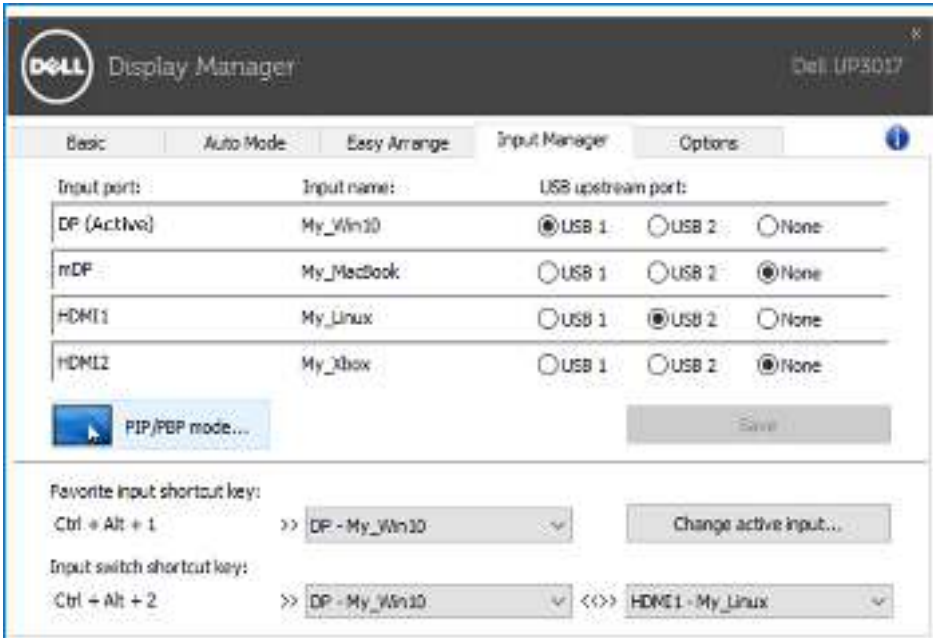 DELL Display Manager Dell UP3017
Basic Auto Mode Easy Arrange Input Manager Options
Input port: Input name: USB upstream port:
DP (Active) My_Win10 USB 1 USB 2 None
mDP My_MacBook USB 1 USB 2 None
HDMI1 My_Linux USB 1 USB 2 None
HDMI2 My_Xbox USB 1 USB 2 None
PIP/PBP mode... Save
Favorite input shortcut key:
Ctrl + Alt + 1 >> DP - My_Win10 Change active input...
Input switch shortcut key:
Ctrl + Alt + 2 >> DP - My_Win10 <<>> HDMI1 - My_Linux